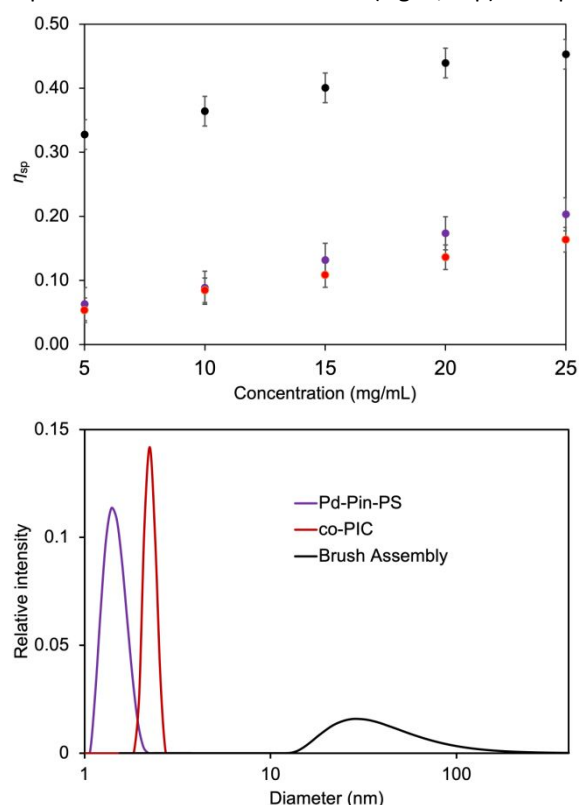 0.50
0.40
0.30
0.20
0.10
0.00
ηsp
5 10 15 20 25
Concentration (mg/mL)
0.15
0.1
0.05
0
Relative intensity
Pd-Pin-PS
co-PIC
Brush Assembly
1 10 100
Diameter (nm)